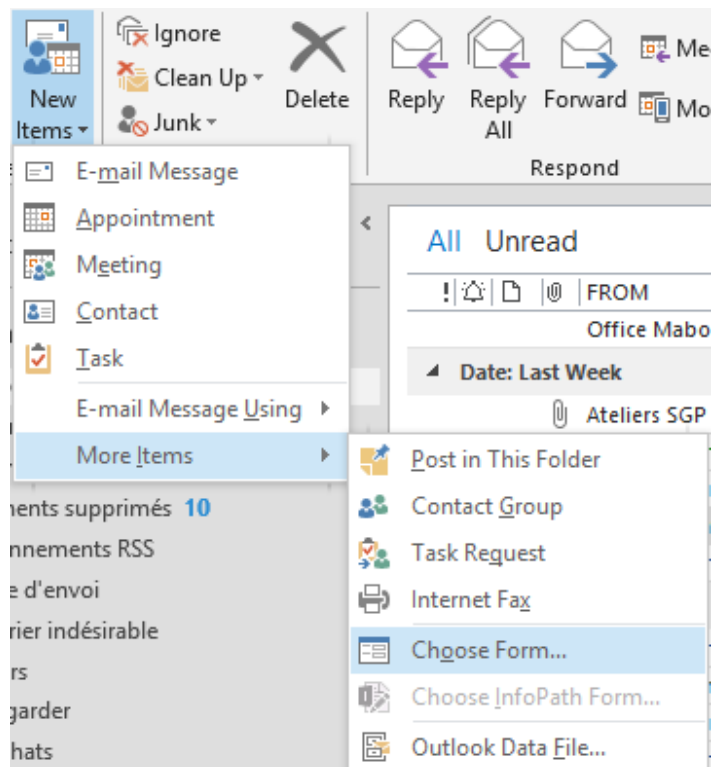 New
Items
Ignore
Clean Up
Junk
Delete
Reply
Reply
All
Forward
Me
Mo
Respond
E-mail Message
Appointment
Meeting
Contact
Task
E-mail Message Using
More Items
All Unread
! FROM
Office Mabo
Date: Last Week
Ateliers SGP
Post in This Folder
Contact Group
Task Request
Internet Fax
Choose Form...
Choose InfoPath Form...
Outlook Data File...
ents supprimés 10
nnements RSS
e d'envoi
rier indésirable
rs
garder
hats